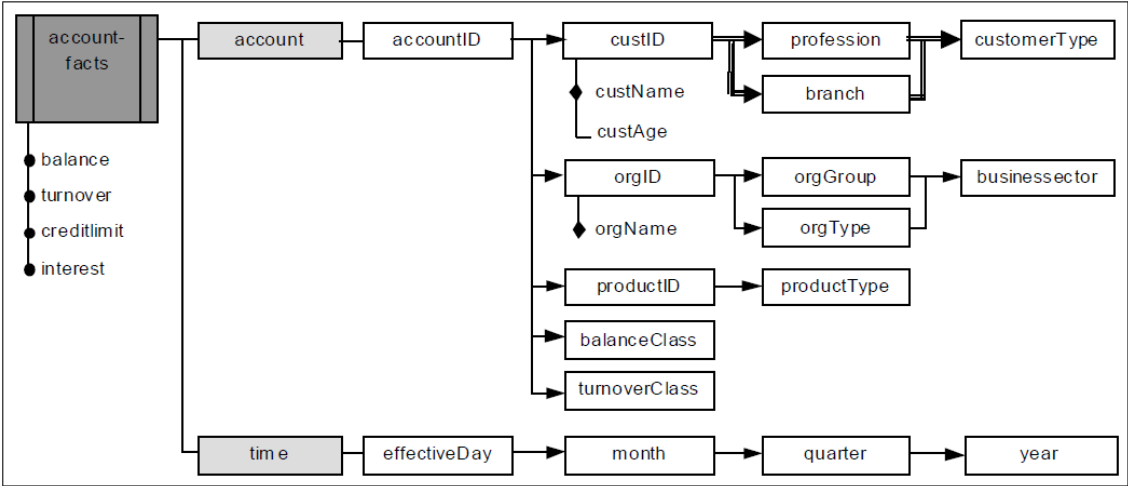 account-
facts
account
accountID
custID
profession
customerType
custName
branch
custAge
balance
turnover
creditlimit
interest
orgID
orgGroup
businessector
orgName
orgType
productID
productType
balanceClass
turnoverClass
time
effectiveDay
month
quarter
year